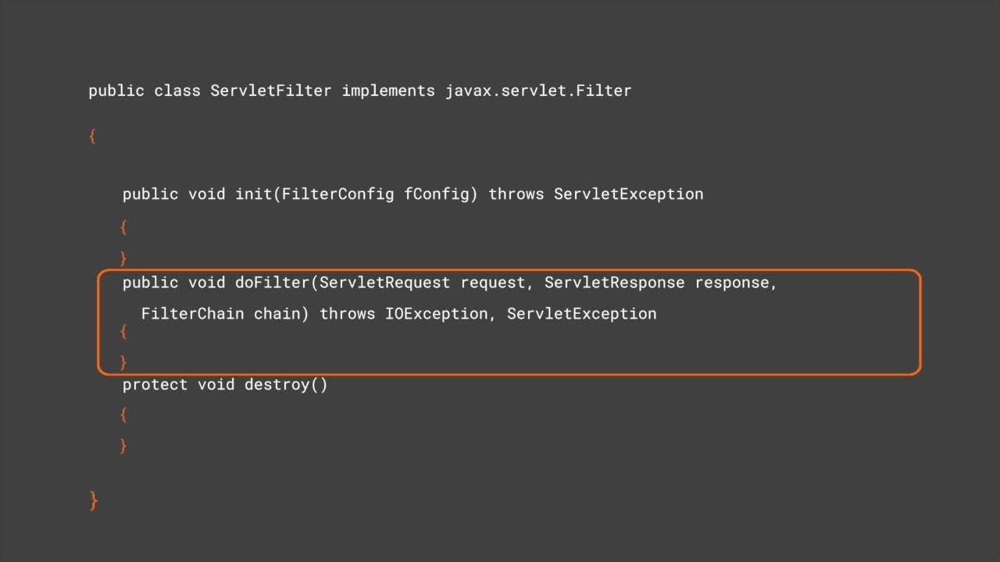 public class ServletFilter implements javax.servlet.Filter
{
public void init(FilterConfig fConfig) throws ServletException
{
}
public void doFilter(ServletRequest request, ServletResponse response,
FilterChain chain) throws IOException, ServletException
{
}
protect void destroy()
{
}
}